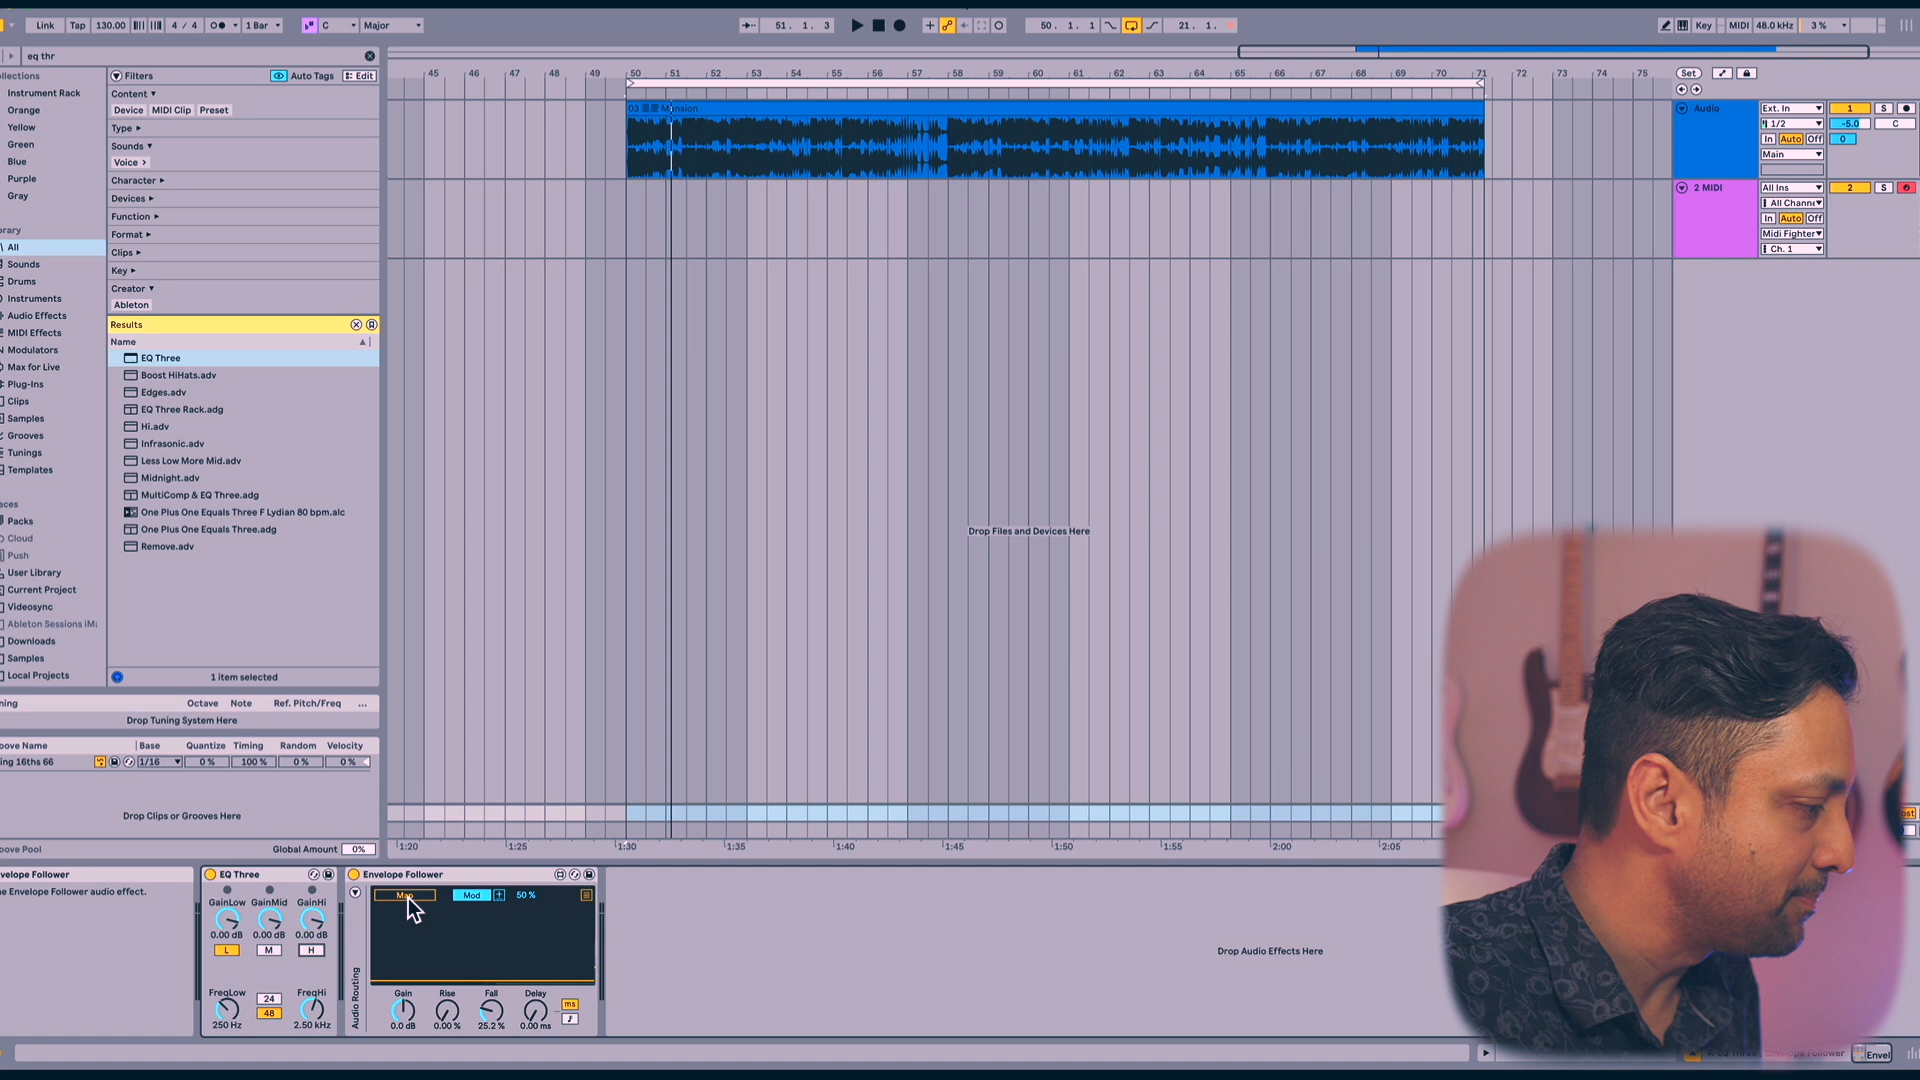 Link Tap 130.00 4 / 4 1 Bar C Major 51. 1. 3 50. 1. 1 21. 1. Key MIDI 48.0 kHz 3 %
eq thr
45 46 47 48 49 50 51 52 53 54 55 56 57 58 59 60 61 62 63 64 65 66 67 68 69 70 71 72 73 74 75 Set
llections
Instrument Rack
Orange
Yellow
Green
Blue
Purple
Gray
brary
All
Sounds
Drums
Instruments
Audio Effects
MIDI Effects
Modulators
Max for Live
Plug-Ins
Clips
Samples
Grooves
Tunings
Templates
aces
Packs
Cloud
Push
User Library
Current Project
Videosync
Ableton Sessions iMa
Downloads
Samples
Local Projects
Filters Auto Tags Edit
Content
Device MIDI Clip Preset
Type
Sounds
Voice >
Character
Devices
Function
Format
Clips
Key
Creator
Ableton
Results
Name
EQ Three
Boost HiHats.adv
Edges.adv
EQ Three Rack.adg
Hi.adv
Infrasonic.adv
Less Low More Mid.adv
Midnight.adv
MultiComp & EQ Three.adg
One Plus One Equals Three F Lydian 80 bpm.alc
One Plus One Equals Three.adg
Remove.adv
1 item selected
03 Mansion
Drop Files and Devices Here
Audio Ext. In 1 S
1/2 -5.0 C
In Auto Off 0
Main
2 MIDI All Ins 2 S
All Channe
In Auto Off
Midi Fighter
Ch. 1
ning Octave Note Ref. Pitch/Freq ...
Drop Tuning System Here
oove Name Base Quantize Timing Random Velocity
ing 16ths 66 1/16 0 % 100 % 0 % 0 %
Drop Clips or Grooves Here
oove Pool Global Amount 0%
1:20 1:25 1:30 1:35 1:40 1:45 1:50 1:55 2:00 2:05
ost
nvelope Follower
he Envelope Follower audio effect.
EQ Three
GainLow GainMid GainHi
0.00 dB 0.00 dB 0.00 dB
L M H
FreqLow 24 FreqHi
48
250 Hz 2.50 kHz
Envelope Follower
Map Mod + 50 %
Audio Routing
Gain Rise Fall Delay
ms
0.0 dB 0.00 % 25.2 % 0.00 ms
Drop Audio Effects Here
Envel